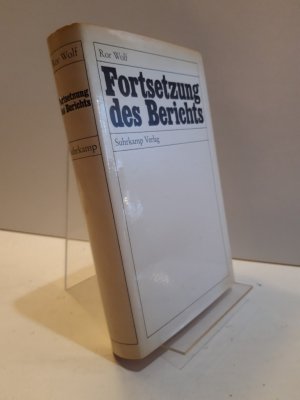 Ror Wolf
Fortsetzung
des Berichts
Suhrkamp Verlag
Ror Wolf
Fortsetzung
des Berichts
Suhrkamp